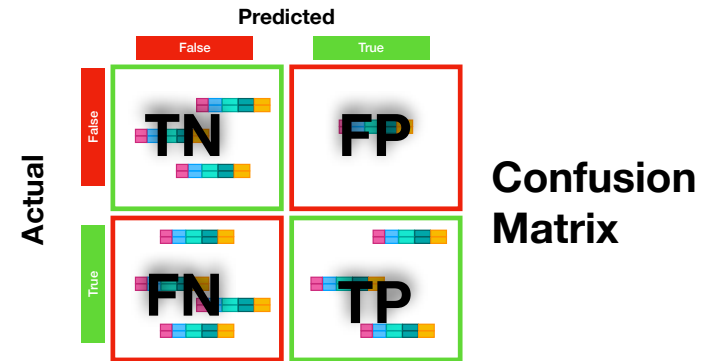 Predicted
False
True
Actual
False
TN
FP
Confusion
Matrix
True
FN
TP